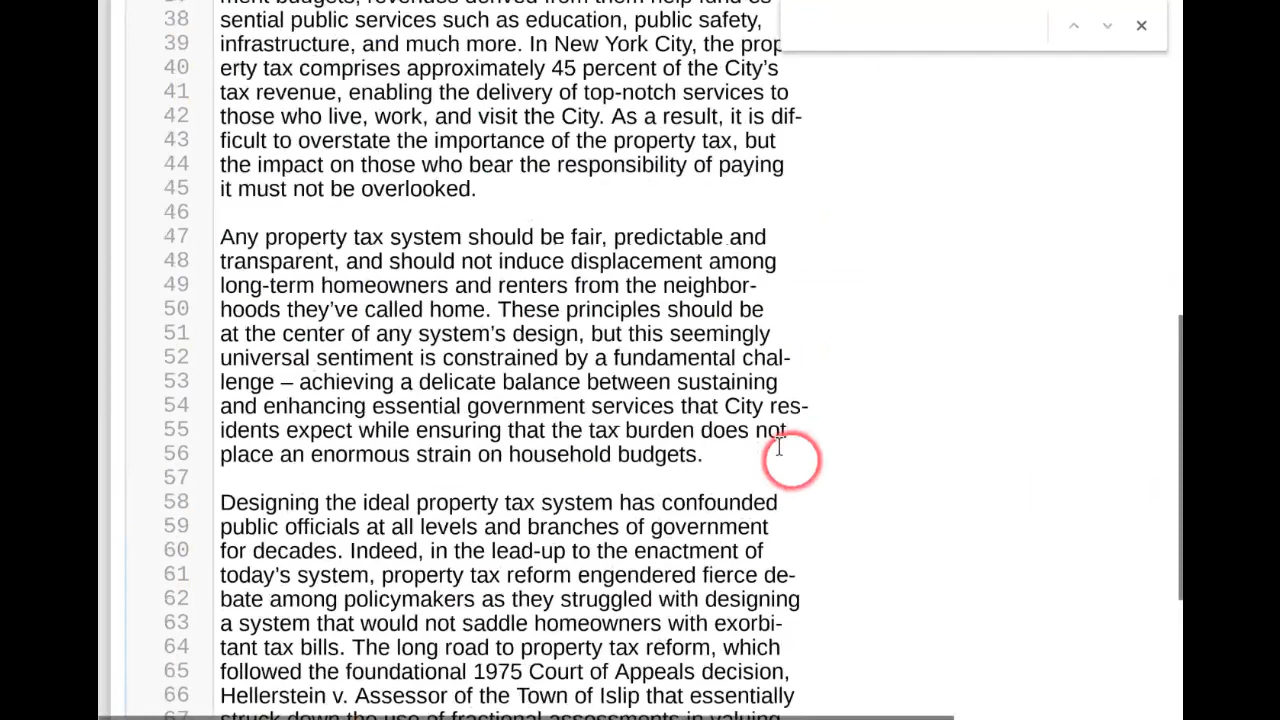 38 sential public services such as education, public safety,
39 infrastructure, and much more. In New York City, the prop
40 erty tax comprises approximately 45 percent of the City's
41 tax revenue, enabling the delivery of top-notch services to
42 those who live, work, and visit the City. As a result, it is dif-
43 ficult to overstate the importance of the property tax, but
44 the impact on those who bear the responsibility of paying
45 it must not be overlooked.
46
47 Any property tax system should be fair, predictable and
48 transparent, and should not induce displacement among
49 long-term homeowners and renters from the neighbor-
50 hoods they've called home. These principles should be
51 at the center of any system's design, but this seemingly
52 universal sentiment is constrained by a fundamental chal-
53 lenge – achieving a delicate balance between sustaining
54 and enhancing essential government services that City res-
55 idents expect while ensuring that the tax burden does not
56 place an enormous strain on household budgets.
57
58 Designing the ideal property tax system has confounded
59 public officials at all levels and branches of government
60 for decades. Indeed, in the lead-up to the enactment of
61 today's system, property tax reform engendered fierce de-
62 bate among policymakers as they struggled with designing
63 a system that would not saddle homeowners with exorbi-
64 tant tax bills. The long road to property tax reform, which
65 followed the foundational 1975 Court of Appeals decision,
66 Hellerstein v. Assessor of the Town of Islip that essentially
67 struck down the use of fractional assessments in valuing